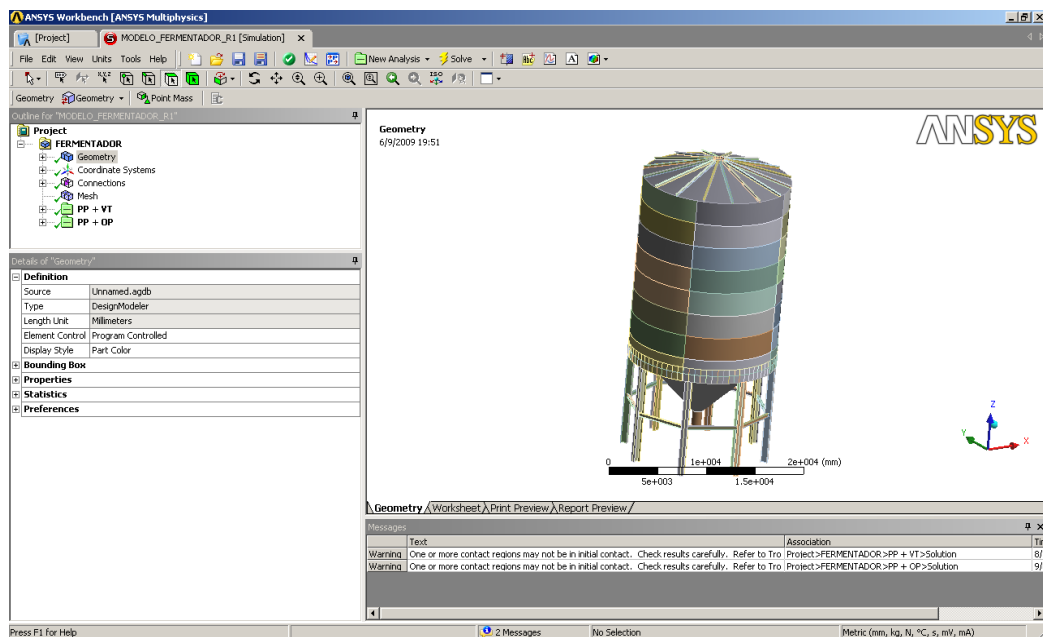 ANSYS Workbench [ANSYS Multiphysics]
[Project] MODELO_FERMENTADOR_R1 [Simulation]
File Edit View Units Tools Help New Analysis Solve
Geometry Geometry Point Mass
Outline for "MODELO_FERMENTADOR_R1"
Project
FERMENTADOR
Geometry
Coordinate Systems
Connections
Mesh
PP + VT
PP + OP
Details of "Geometry"
Definition
Source Unnamed.agdb
Type DesignModeler
Length Unit Millimeters
Element Control Program Controlled
Display Style Part Color
Bounding Box
Properties
Statistics
Preferences
Geometry
6/9/2009 19:51
ANSYS
Z
Y
X
0 1e+004 2e+004 (mm)
5e+003 1.5e+004
Geometry Worksheet Print Preview Report Preview
Messages
Text Association
Warning One or more contact regions may not be in initial contact. Check results carefully. Refer to Tro Project>FERMENTADOR>PP + VT>Solution 8/
Warning One or more contact regions may not be in initial contact. Check results carefully. Refer to Tro Project>FERMENTADOR>PP + OP>Solution 9/
Press F1 for Help 2 Messages No Selection Metric (mm, kg, N, °C, s, mV, mA)